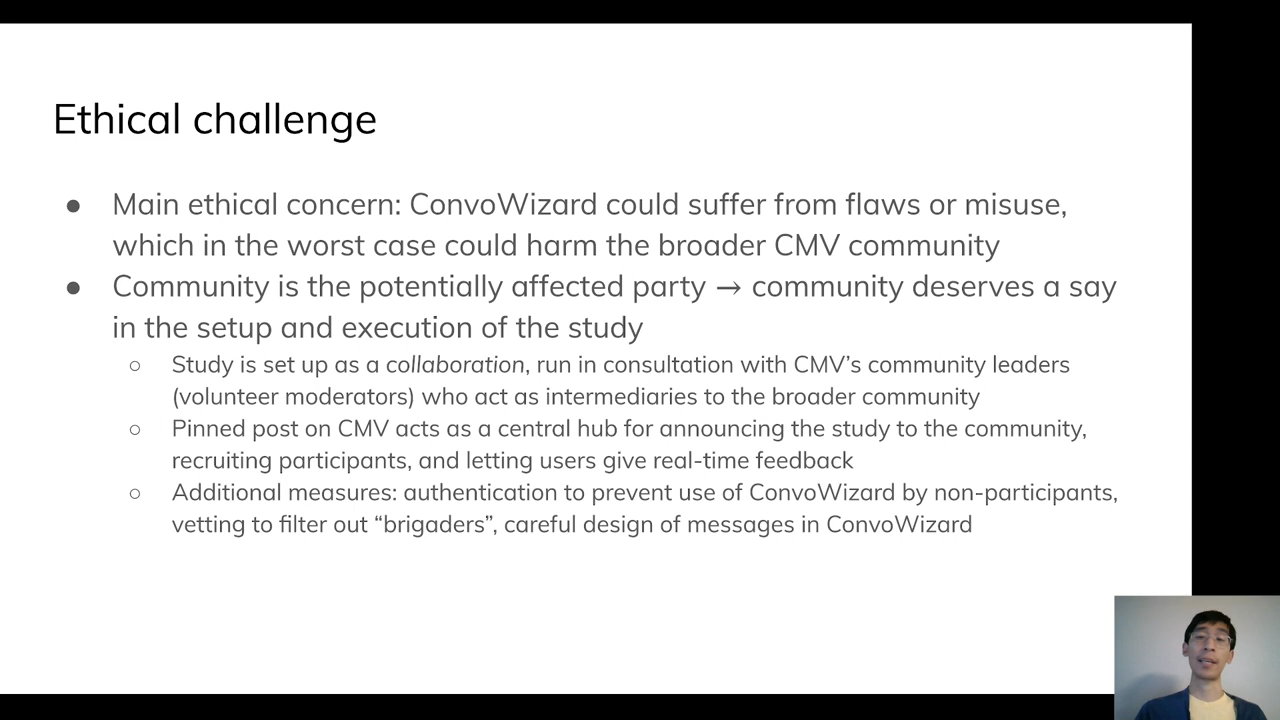 Ethical challenge
● Main ethical concern: ConvoWizard could suffer from flaws or misuse,
which in the worst case could harm the broader CMV community
● Community is the potentially affected party → community deserves a say
in the setup and execution of the study
○ Study is set up as a collaboration, run in consultation with CMV’s community leaders
(volunteer moderators) who act as intermediaries to the broader community
○ Pinned post on CMV acts as a central hub for announcing the study to the community,
recruiting participants, and letting users give real-time feedback
○ Additional measures: authentication to prevent use of ConvoWizard by non-participants,
vetting to filter out “brigaders”, careful design of messages in ConvoWizard